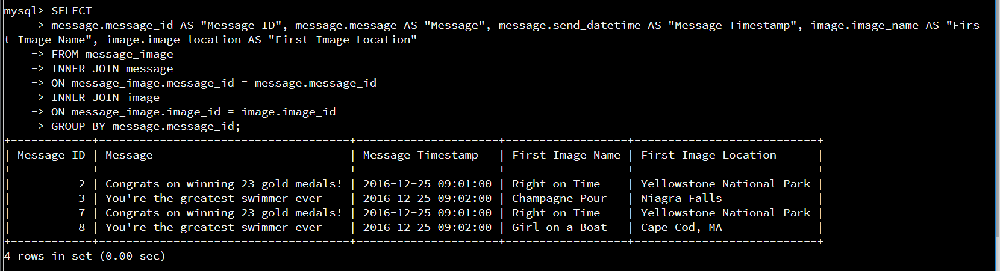 mysql> SELECT
    -> message.message_id AS "Message ID", message.message AS "Message", message.send_datetime AS "Message Timestamp", image.image_name AS "Firs
t Image Name", image.image_location AS "First Image Location"
    -> FROM message_image
    -> INNER JOIN message
    -> ON message_image.message_id = message.message_id
    -> INNER JOIN image
    -> ON message_image.image_id = image.image_id
    -> GROUP BY message.message_id;
+------------+-------------------------------------+---------------------+------------------+---------------------------+
| Message ID | Message                             | Message Timestamp   | First Image Name | First Image Location      |
+------------+-------------------------------------+---------------------+------------------+---------------------------+
|          2 | Congrats on winning 23 gold medals! | 2016-12-25 09:01:00 | Right on Time    | Yellowstone National Park |
|          3 | You're the greatest swimmer ever    | 2016-12-25 09:02:00 | Champagne Pour   | Niagra Falls              |
|          7 | Congrats on winning 23 gold medals! | 2016-12-25 09:01:00 | Right on Time    | Yellowstone National Park |
|          8 | You're the greatest swimmer ever    | 2016-12-25 09:02:00 | Girl on a Boat   | Cape Cod, MA              |
+------------+-------------------------------------+---------------------+------------------+---------------------------+
4 rows in set (0.00 sec)